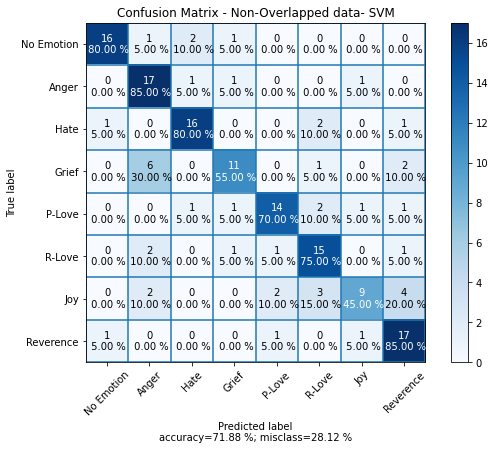 Confusion Matrix - Non-Overlapped data- SVM
True label
No Emotion 16 1 2 1 0 0 0 0
80.00 % 5.00 % 10.00 % 5.00 % 0.00 % 0.00 % 0.00 % 0.00 %
Anger 0 17 1 1 0 0 1 0
0.00 % 85.00 % 5.00 % 5.00 % 0.00 % 0.00 % 5.00 % 0.00 %
Hate 1 0 16 0 0 2 0 1
5.00 % 0.00 % 80.00 % 0.00 % 0.00 % 10.00 % 0.00 % 5.00 %
Grief 0 6 0 11 0 1 0 2
0.00 % 30.00 % 0.00 % 55.00 % 0.00 % 5.00 % 0.00 % 10.00 %
P-Love 0 0 1 1 14 2 1 1
0.00 % 0.00 % 5.00 % 5.00 % 70.00 % 10.00 % 5.00 % 5.00 %
R-Love 0 2 0 1 1 15 0 1
0.00 % 10.00 % 0.00 % 5.00 % 5.00 % 75.00 % 0.00 % 5.00 %
Joy 0 2 0 0 2 3 9 4
0.00 % 10.00 % 0.00 % 0.00 % 10.00 % 15.00 % 45.00 % 20.00 %
Reverence 1 0 0 0 1 0 1 17
5.00 % 0.00 % 0.00 % 0.00 % 5.00 % 0.00 % 5.00 % 85.00 %
No Emotion Anger Hate Grief P-Love R-Love Joy Reverence
Predicted label
accuracy=71.88 %; misclass=28.12 %
16
14
12
10
8
6
4
2
0